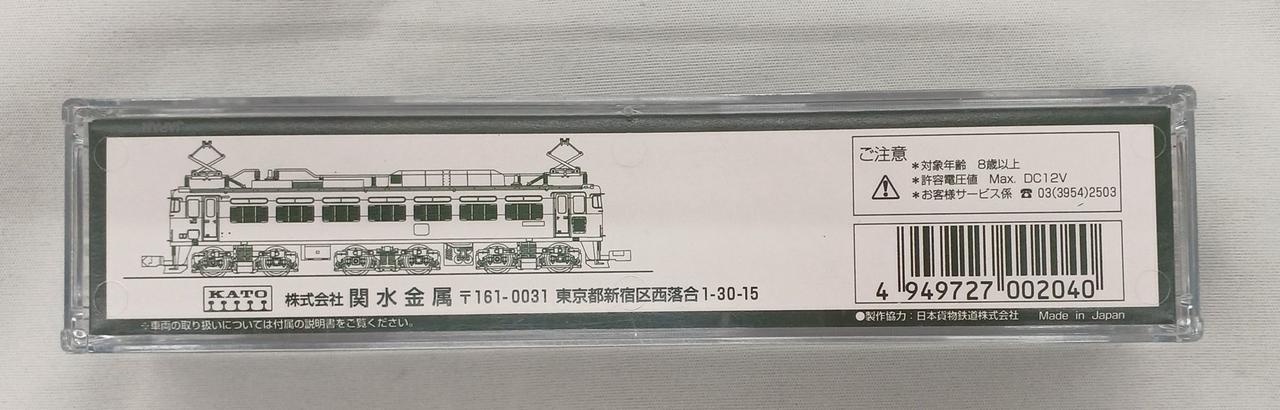 ご注意
＊対象年齢 8歳以上
＊許容電圧値 Max. DC12V
＊お客様サービス係 ☎ 03(3954)2503
4 949727 002040
KATO 株式会社 関水金属 〒161-0031 東京都新宿区西落合1-30-15
※車両の取り扱いについては付属の説明書をご覧ください。
●製作協力：日本貨物鉄道株式会社 Made in Japan